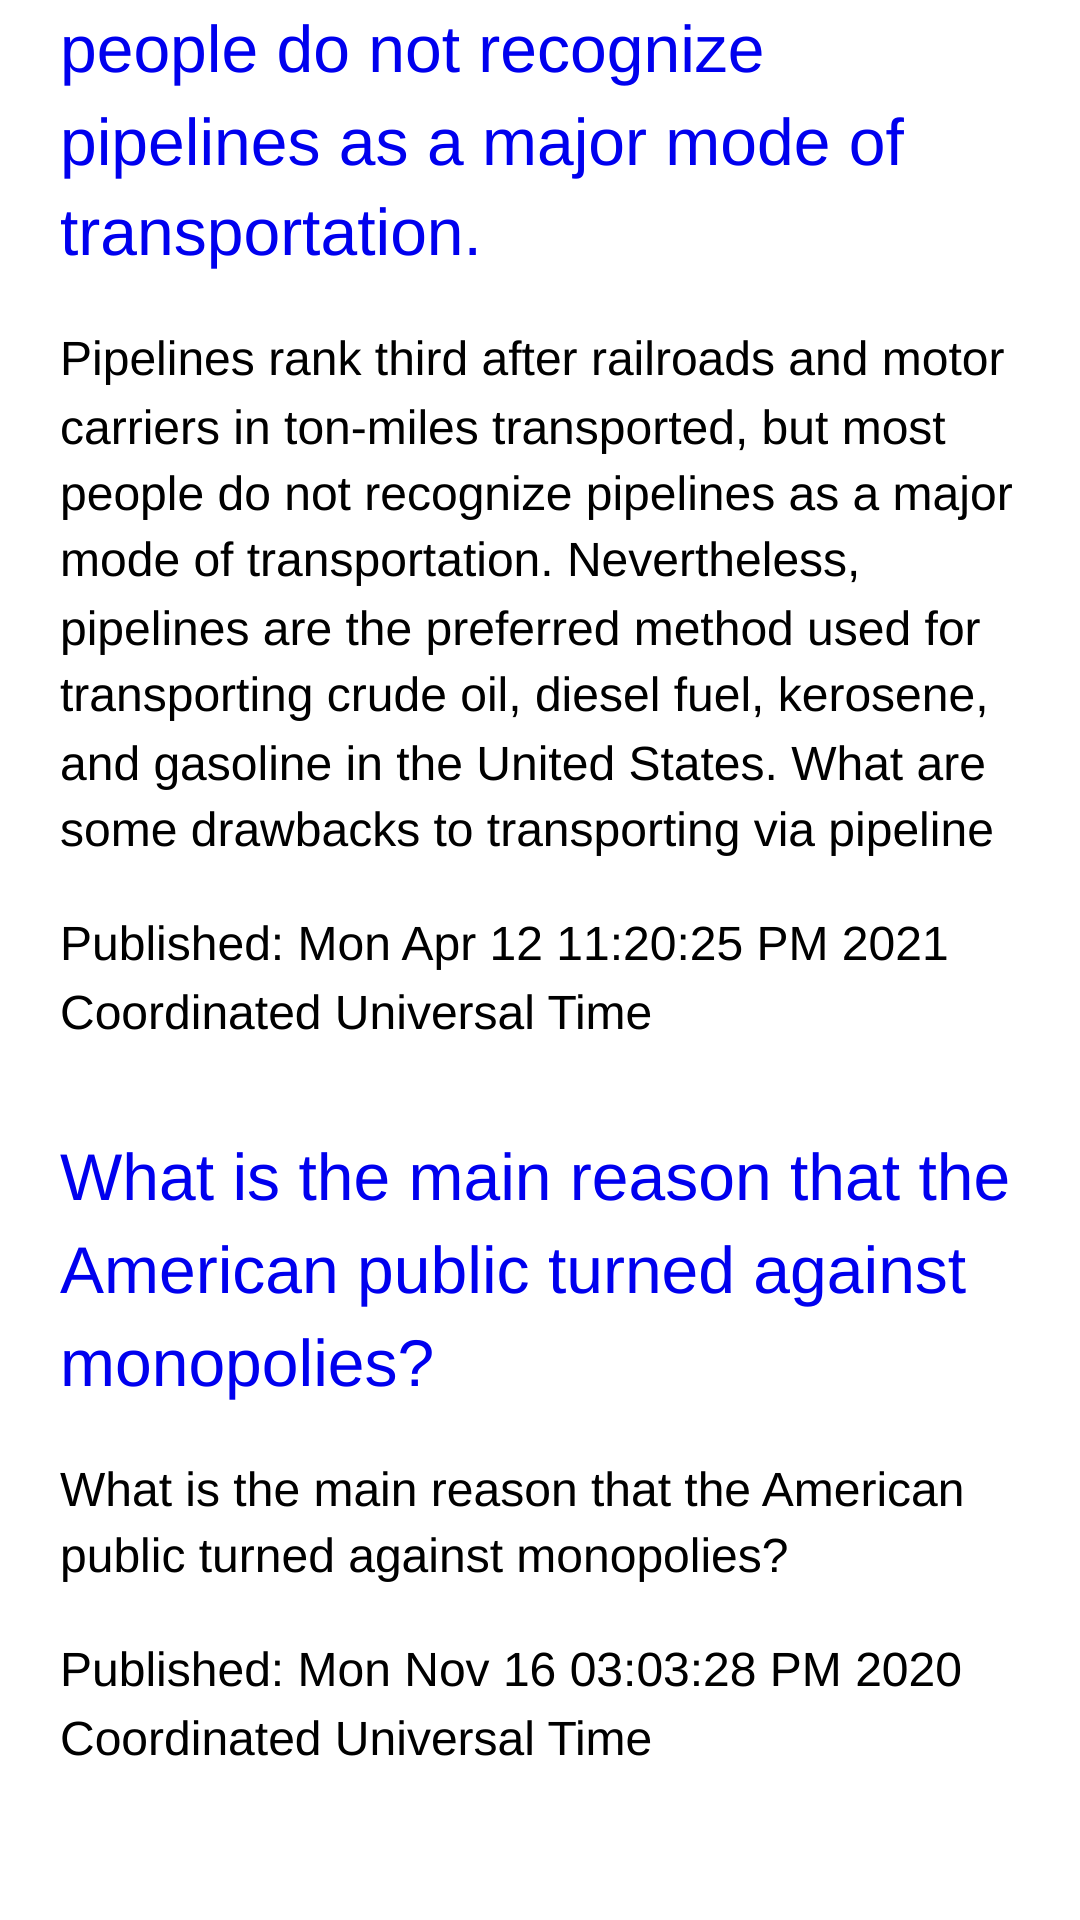 people do not recognize
pipelines as a major mode of
transportation.
Pipelines rank third after railroads and motor
carriers in ton-miles transported, but most
people do not recognize pipelines as a major
mode of transportation. Nevertheless,
pipelines are the preferred method used for
transporting crude oil, diesel fuel, kerosene,
and gasoline in the United States. What are
some drawbacks to transporting via pipeline
Published: Mon Apr 12 11:20:25 PM 2021
Coordinated Universal Time
What is the main reason that the
American public turned against
monopolies?
What is the main reason that the American
public turned against monopolies?
Published: Mon Nov 16 03:03:28 PM 2020
Coordinated Universal Time